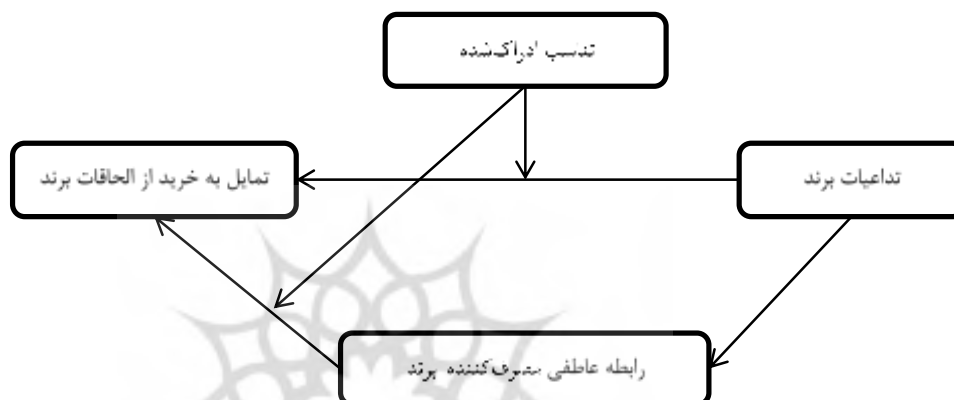 تناسب ادراک‌شده
تداعیات برند
تمایل به خرید از الحاقات برند
رابطه عاطفی مصرف‌کننده برند